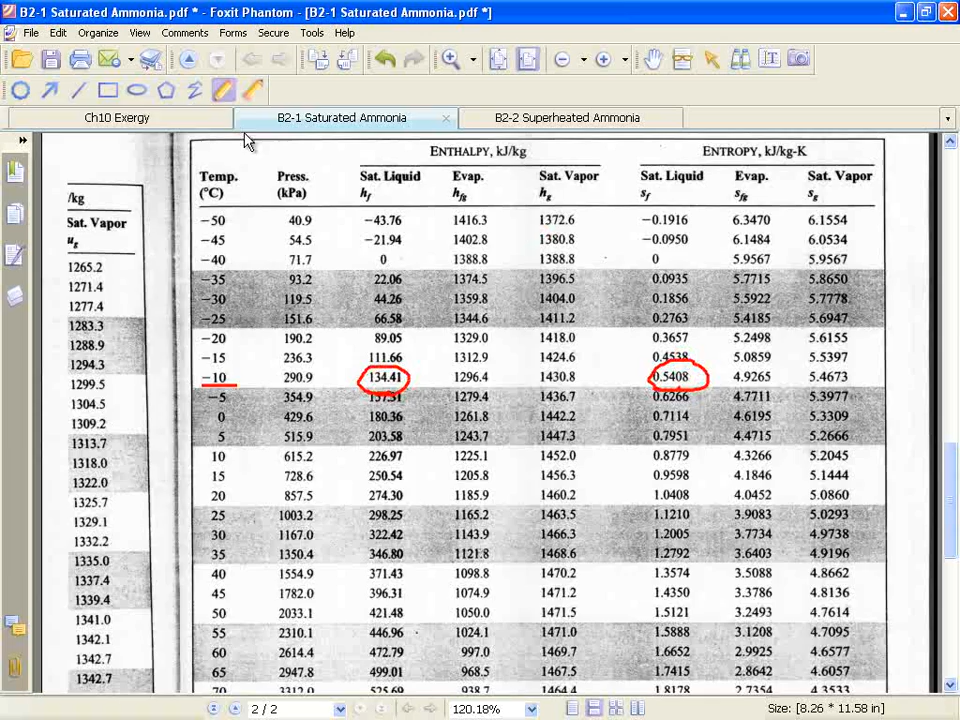 B2-1 Saturated Ammonia.pdf * - Foxit Phantom - [B2-1 Saturated Ammonia.pdf *]
File Edit Organize View Comments Forms Secure Tools Help
Ch10 Exergy B2-1 Saturated Ammonia × B2-2 Superheated Ammonia
ENTHALPY, kJ/kg ENTROPY, kJ/kg-K
Temp. Press. Sat. Liquid Evap. Sat. Vapor Sat. Liquid Evap. Sat. Vapor
(°C) (kPa) hf hfg hg sf sfg sg
/kg
Sat. Vapor
ug
−50 40.9 −43.76 1416.3 1372.6 −0.1916 6.3470 6.1554
−45 54.5 −21.94 1402.8 1380.8 −0.0950 6.1484 6.0534
−40 71.7 0 1388.8 1388.8 0 5.9567 5.9567
−35 93.2 22.06 1374.5 1396.5 0.0935 5.7715 5.8650
−30 119.5 44.26 1359.8 1404.0 0.1856 5.5922 5.7778
−25 151.6 66.58 1344.6 1411.2 0.2763 5.4185 5.6947
−20 190.2 89.05 1329.0 1418.0 0.3657 5.2498 5.6155
−15 236.3 111.66 1312.9 1424.6 0.4538 5.0859 5.5397
−10 290.9 134.41 1296.4 1430.8 0.5408 4.9265 5.4673
−5 354.9 157.31 1279.4 1436.7 0.6266 4.7711 5.3977
0 429.6 180.36 1261.8 1442.2 0.7114 4.6195 5.3309
5 515.9 203.58 1243.7 1447.3 0.7951 4.4715 5.2666
10 615.2 226.97 1225.1 1452.0 0.8779 4.3266 5.2045
15 728.6 250.54 1205.8 1456.3 0.9598 4.1846 5.1444
20 857.5 274.30 1185.9 1460.2 1.0408 4.0452 5.0860
25 1003.2 298.25 1165.2 1463.5 1.1210 3.9083 5.0293
30 1167.0 322.42 1143.9 1466.3 1.2005 3.7734 4.9738
35 1350.4 346.80 1121.8 1468.6 1.2792 3.6403 4.9196
40 1554.9 371.43 1098.8 1470.2 1.3574 3.5088 4.8662
45 1782.0 396.31 1074.9 1471.2 1.4350 3.3786 4.8136
50 2033.1 421.48 1050.0 1471.5 1.5121 3.2493 4.7614
55 2310.1 446.96 1024.1 1471.0 1.5888 3.1208 4.7095
60 2614.4 472.79 997.0 1469.7 1.6652 2.9925 4.6577
65 2947.8 499.01 968.5 1467.5 1.7415 2.8642 4.6057
70 3312.0 525.69 938.7 1464.4 1.8178 2.7354 4.3533
1265.2
1271.4
1277.4
1283.3
1288.9
1294.3
1299.5
1304.5
1309.2
1313.7
1318.0
1322.0
1325.7
1329.1
1332.2
1335.0
1337.4
1339.4
1341.0
1342.1
1342.7
1342.7
2 / 2 120.18% Size: [8.26 * 11.58 in]